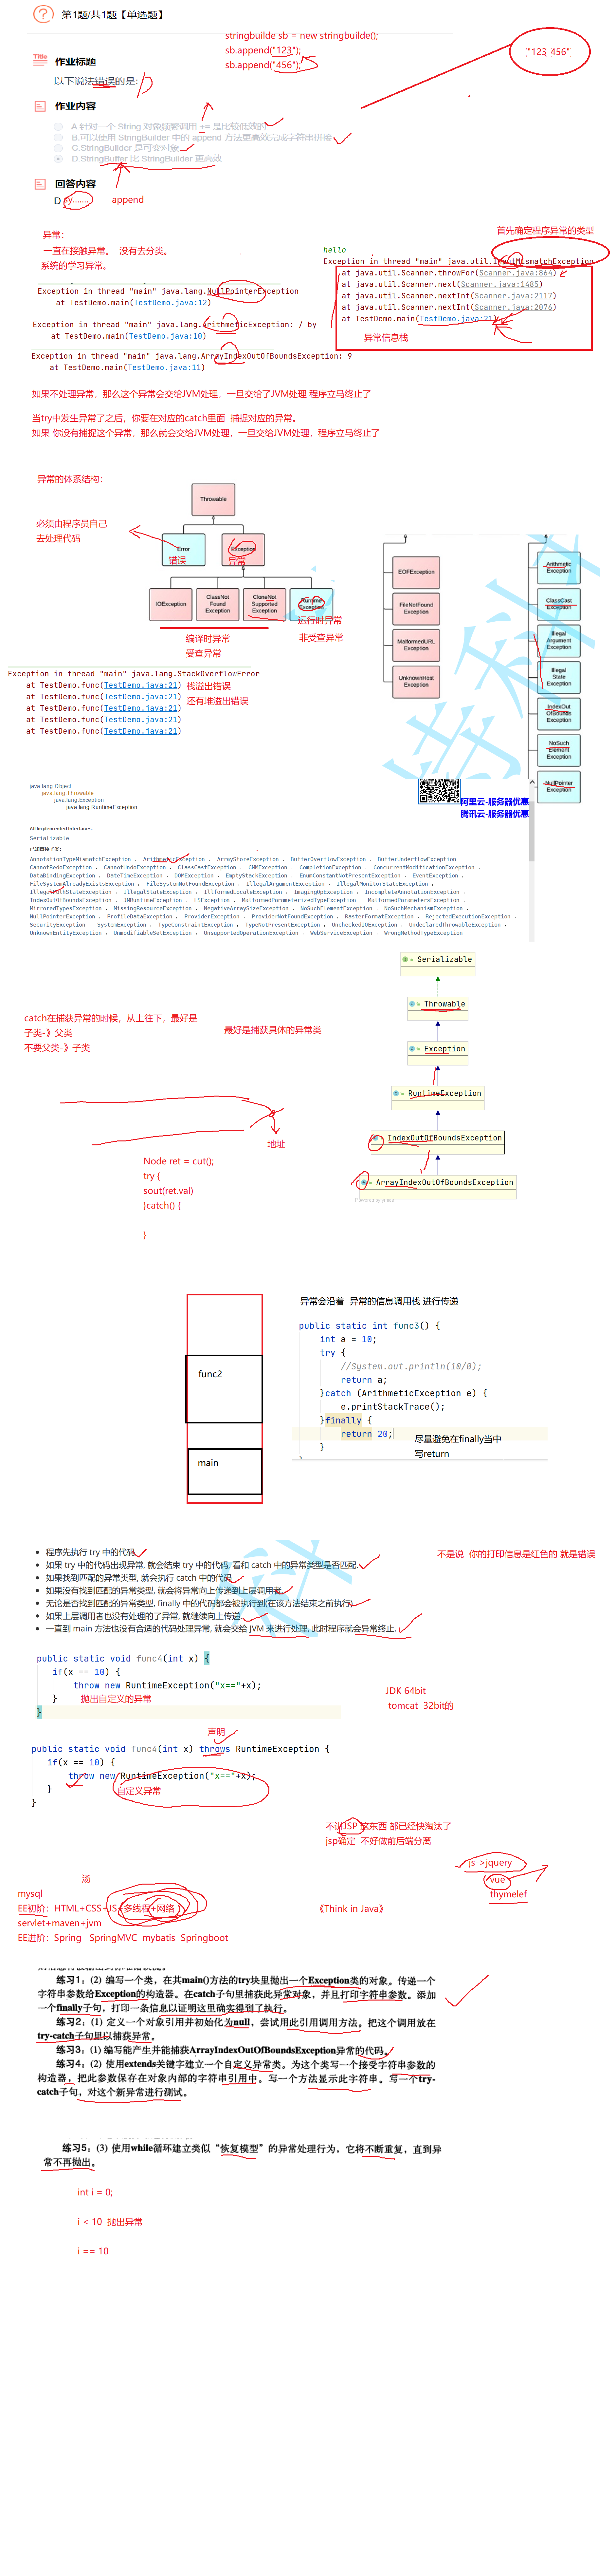 第1题/共1题【单选题】
stringbuilde sb = new stringbuilde();
sb.append("123");
sb.append("456");
"123 456"
Title
作业标题
以下说法错误的是:
作业内容
A.针对一个 String 对象频繁调用 += 是比较低效的
B.可以使用 StringBuilder 中的 append 方法更高效完成字符串拼接
C.StringBuilder 是可变对象
D.StringBuffer 比 StringBuilder 更高效
回答内容
D sy.......
append
异常：
一直在接触异常。 没有去分类。
系统的学习异常。
首先确定程序异常的类型
hello
Exception in thread "main" java.util.InputMismatchException
at java.util.Scanner.throwFor(Scanner.java:864)
at java.util.Scanner.next(Scanner.java:1485)
at java.util.Scanner.nextInt(Scanner.java:2117)
at java.util.Scanner.nextInt(Scanner.java:2076)
at TestDemo.main(TestDemo.java:21)
异常信息栈
Exception in thread "main" java.lang.NullPointerException
at TestDemo.main(TestDemo.java:12)
Exception in thread "main" java.lang.ArithmeticException: / by
at TestDemo.main(TestDemo.java:10)
Exception in thread "main" java.lang.ArrayIndexOutOfBoundsException: 9
at TestDemo.main(TestDemo.java:11)
如果不处理异常，那么这个异常会交给JVM处理，一旦交给了JVM处理 程序立马终止了
当try中发生异常了之后，你要在对应的catch里面 捕捉对应的异常。
如果 你没有捕捉这个异常，那么就会交给JVM处理，一旦交给JVM处理，程序立马终止了
异常的体系结构：
必须由程序员自己
去处理代码
Throwable
Error
错误
Exception
异常
IOException
ClassNot Found Exception
CloneNot Supported Exception
Runtime Exception
编译时异常
受查异常
运行时异常
非受查异常
EOFException
FileNotFound Exception
MalformedURL Exception
UnknownHost Exception
Arithmetic Exception
ClassCast Exception
Illegal Argument Exception
Illegal State Exception
IndexOut OfBounds Exception
NoSuch Element Exception
NullPointer Exception
Exception in thread "main" java.lang.StackOverflowError
at TestDemo.func(TestDemo.java:21)
at TestDemo.func(TestDemo.java:21)
at TestDemo.func(TestDemo.java:21)
at TestDemo.func(TestDemo.java:21)
at TestDemo.func(TestDemo.java:21)
栈溢出错误
还有堆溢出错误
java.lang.Object
java.lang.Throwable
java.lang.Exception
java.lang.RuntimeException
阿里云-服务器优惠
腾讯云-服务器优惠
All Implemented Interfaces:
Serializable
已知直接子类:
AnnotationTypeMismatchException , ArithmeticException , ArrayStoreException , BufferOverflowException , BufferUnderflowException ,
CannotRedoException , CannotUndoException , ClassCastException , CMMException , CompletionException , ConcurrentModificationException ,
DataBindingException , DateTimeException , DOMException , EmptyStackException , EnumConstantNotPresentException , EventException ,
FileSystemAlreadyExistsException , FileSystemNotFoundException , IllegalArgumentException , IllegalMonitorStateException ,
IllegalPathStateException , IllegalStateException , IllformedLocaleException , ImagingOpException , IncompleteAnnotationException ,
IndexOutOfBoundsException , JMRuntimeException , LSException , MalformedParameterizedTypeException , MalformedParametersException ,
MirroredTypesException , MissingResourceException , NegativeArraySizeException , NoSuchElementException , NoSuchMechanismException ,
NullPointerException , ProfileDataException , ProviderException , ProviderNotFoundException , RasterFormatException , RejectedExecutionException ,
SecurityException , SystemException , TypeConstraintException , TypeNotPresentException , UncheckedIOException , UndeclaredThrowableException ,
UnknownEntityException , UnmodifiableSetException , UnsupportedOperationException , WebServiceException , WrongMethodTypeException
Serializable
Throwable
Exception
RuntimeException
IndexOutOfBoundsException
ArrayIndexOutOfBoundsException
catch在捕获异常的时候，从上往下，最好是
子类-》父类
不要父类-》子类
最好是捕获具体的异常类
地址
Node ret = cut();
try {
sout(ret.val)
}catch() {
}
func2
main
异常会沿着 异常的信息调用栈 进行传递
public static int func3() {
int a = 10;
try {
//System.out.println(10/0);
return a;
}catch (ArithmeticException e) {
e.printStackTrace();
}finally {
return 20;
}
尽量避免在finally当中
写return
程序先执行 try 中的代码
如果 try 中的代码出现异常, 就会结束 try 中的代码, 看和 catch 中的异常类型是否匹配.
如果找到匹配的异常类型, 就会执行 catch 中的代码
如果没有找到匹配的异常类型, 就会将异常向上传递到上层调用者.
无论是否找到匹配的异常类型, finally 中的代码都会被执行到(在该方法结束之前执行).
如果上层调用者也没有处理的了异常, 就继续向上传递.
一直到 main 方法也没有合适的代码处理异常, 就会交给 JVM 来进行处理, 此时程序就会异常终止.
不是说 你的打印信息是红色的 就是错误
public static void func4(int x) {
if(x == 10) {
throw new RuntimeException("x=="+x);
}
抛出自定义的异常
}
JDK 64bit
tomcat 32bit的
声明
public static void func4(int x) throws RuntimeException {
if(x == 10) {
throw new RuntimeException("x=="+x);
}
自定义异常
}
不讲JSP 这东西 都已经快淘汰了
jsp确定 不好做前后端分离
js->jquery
vue
thymelef
汤
mysql
EE初阶：HTML+CSS+JS+多线程+网络
servlet+maven+jvm
EE进阶：Spring SpringMVC mybatis Springboot
《Think in Java》
练习1：(2) 编写一个类，在其main()方法的try块里抛出一个Exception类的对象。传递一个
字符串参数给Exception的构造器。在catch子句里捕获此异常对象，并且打印字符串参数。添加
一个finally子句，打印一条信息以证明这里确实得到了执行。
练习2：(1) 定义一个对象引用并初始化为null，尝试用此引用调用方法。把这个调用放在
try-catch子句里以捕获异常。
练习3：(1) 编写能产生并能捕获ArrayIndexOutOfBoundsException异常的代码。
练习4：(2) 使用extends关键字建立一个自定义异常类。为这个类写一个接受字符串参数的
构造器，把此参数保存在对象内部的字符串引用中。写一个方法显示此字符串。写一个try-
catch子句，对这个新异常进行测试。
练习5：(3) 使用while循环建立类似“恢复模型”的异常处理行为，它将不断重复，直到异
常不再抛出。
int i = 0;
i < 10 抛出异常
i == 10